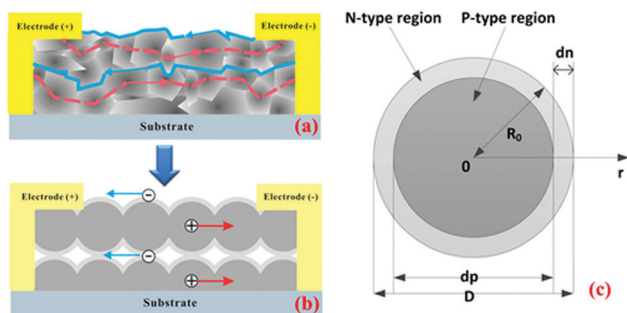 Electrode (+)
Electrode (-)
Substrate
(a)
Electrode (+)
Electrode (-)
Substrate
(b)
N-type region
P-type region
dn
R₀
0
r
dp
D
(c)